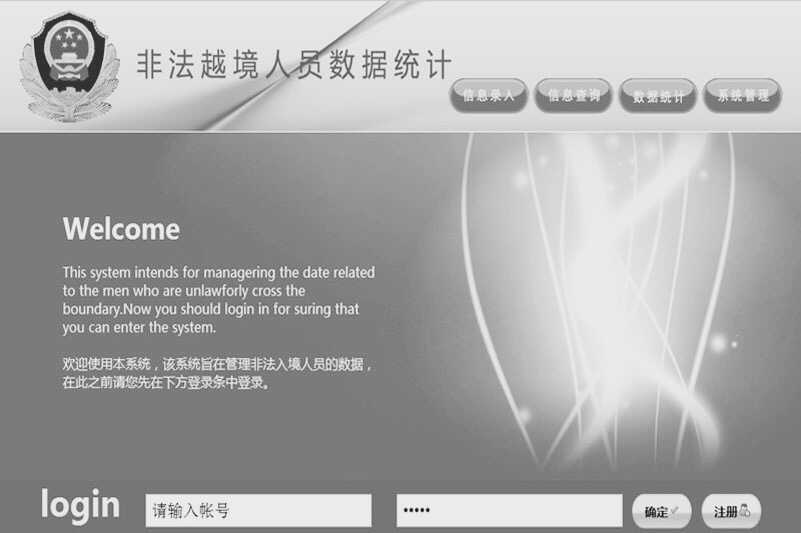 非法越境人员数据统计
信息录入 信息查询 数据统计 系统管理
Welcome
This system intends for managering the date related
to the men who are unlawforly cross the
boundary.Now you should login in for suring that
you can enter the system.
欢迎使用本系统，该系统旨在管理非法入境人员的数据，
在此之前请您先在下方登录条中登录。
login 请输入帐号 ••••• 确定 注册